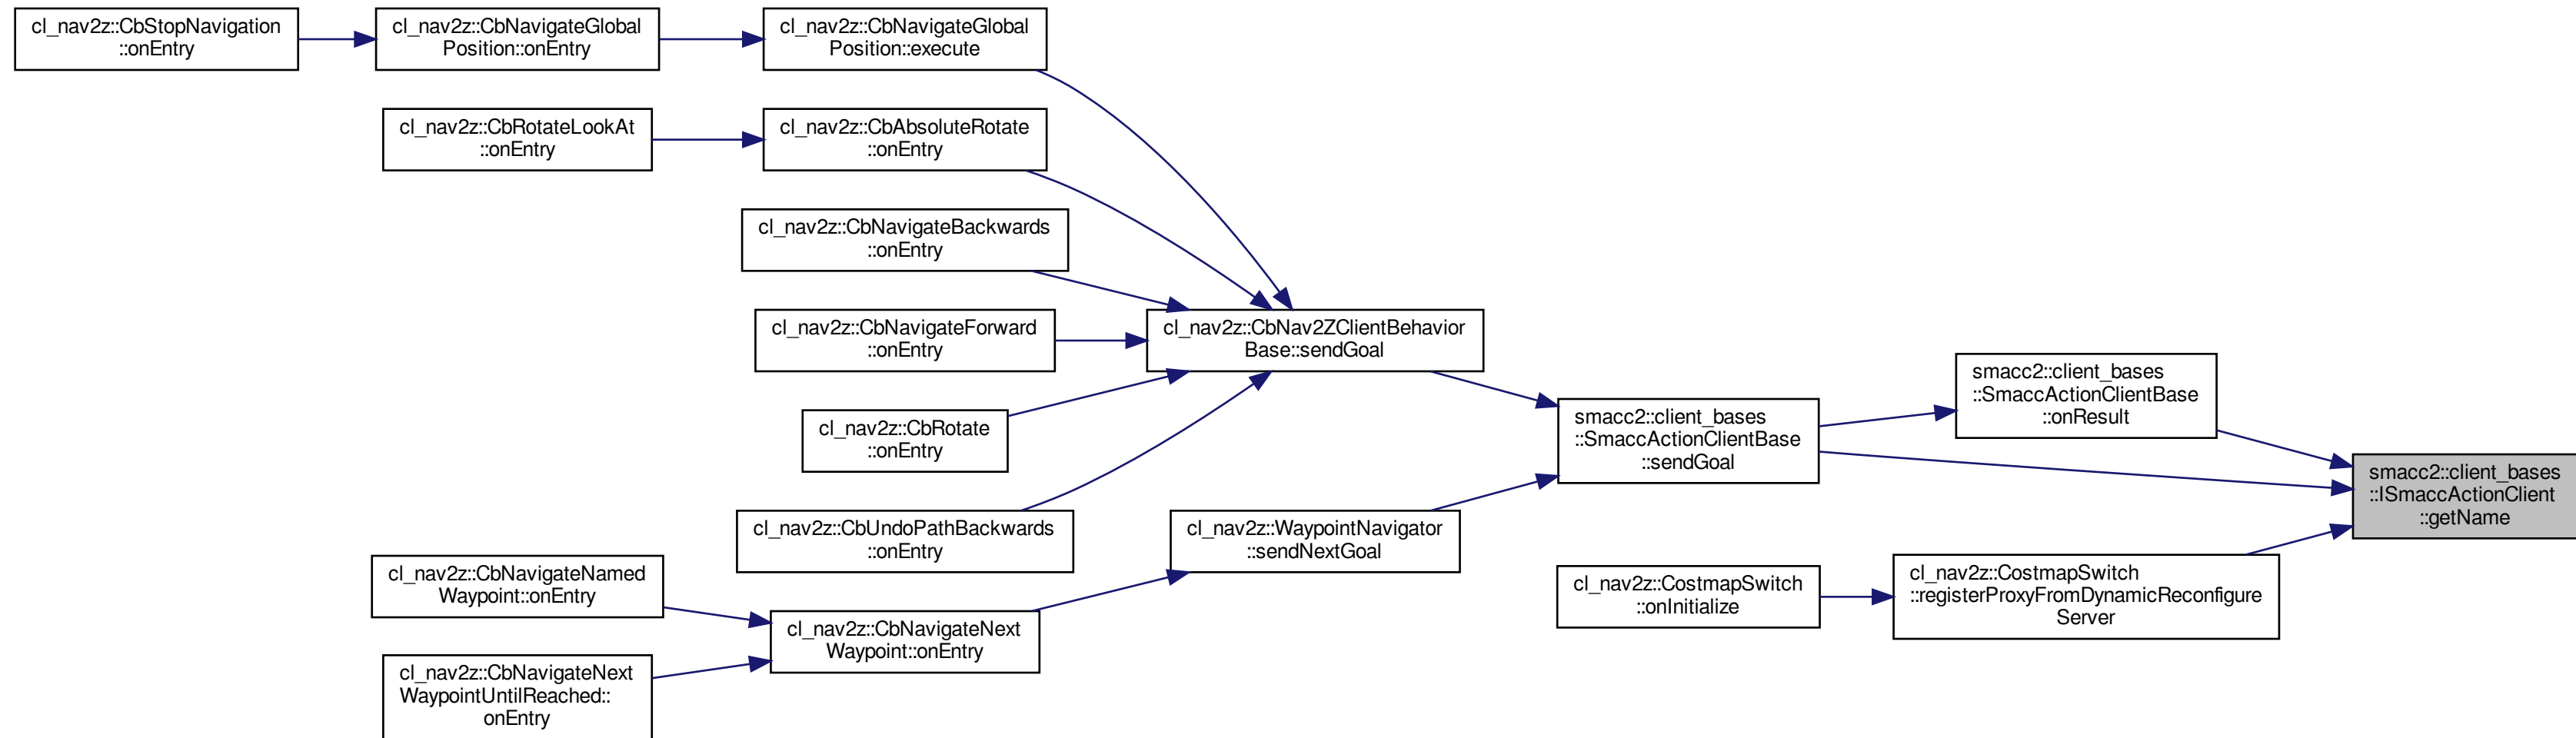 cl_nav2z::CbStopNavigation
::onEntry
cl_nav2z::CbNavigateGlobal
Position::onEntry
cl_nav2z::CbNavigateGlobal
Position::execute
cl_nav2z::CbRotateLookAt
::onEntry
cl_nav2z::CbAbsoluteRotate
::onEntry
cl_nav2z::CbNavigateBackwards
::onEntry
cl_nav2z::CbNavigateForward
::onEntry
cl_nav2z::CbNav2ZClientBehavior
Base::sendGoal
cl_nav2z::CbRotate
::onEntry
smacc2::client_bases
::SmaccActionClientBase
::sendGoal
smacc2::client_bases
::SmaccActionClientBase
::onResult
smacc2::client_bases
::ISmaccActionClient
::getName
cl_nav2z::CbUndoPathBackwards
::onEntry
cl_nav2z::WaypointNavigator
::sendNextGoal
cl_nav2z::CbNavigateNamed
Waypoint::onEntry
cl_nav2z::CostmapSwitch
::onInitialize
cl_nav2z::CostmapSwitch
::registerProxyFromDynamicReconfigure
Server
cl_nav2z::CbNavigateNext
Waypoint::onEntry
cl_nav2z::CbNavigateNext
WaypointUntilReached::
onEntry